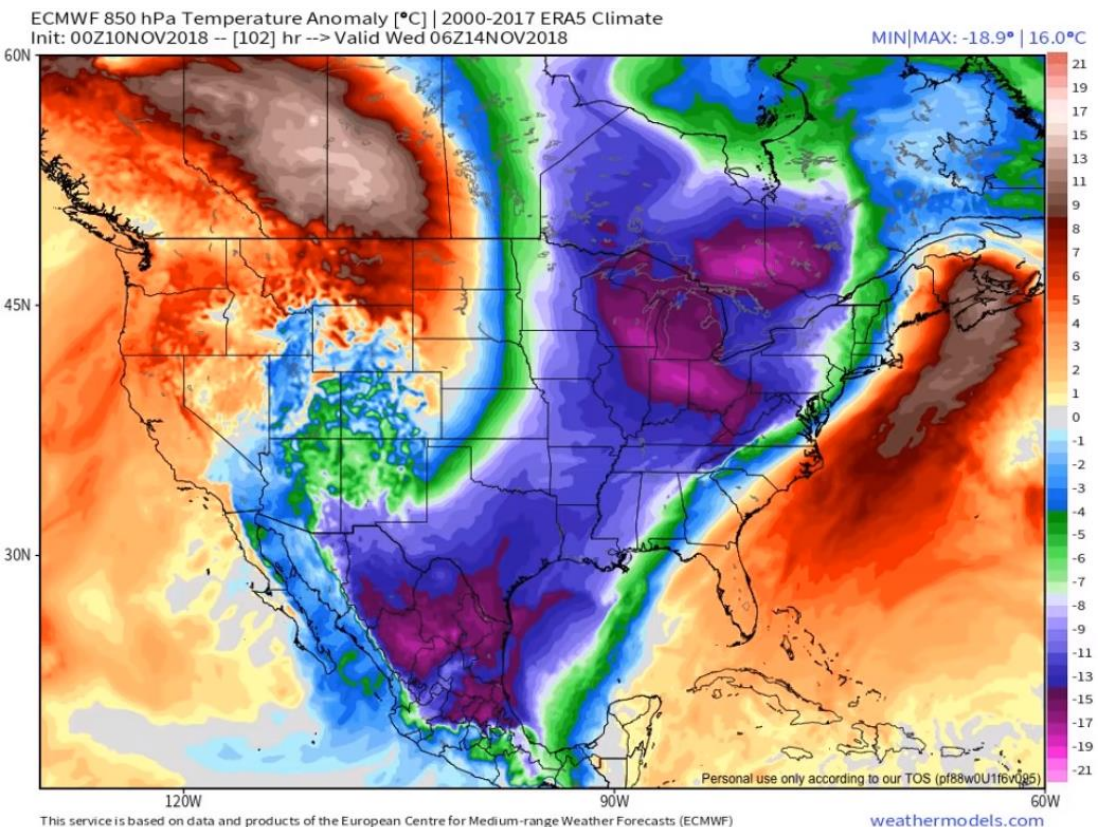 ECMWF 850 hPa Temperature Anomaly [°C] | 2000-2017 ERA5 Climate
Init: 00Z10NOV2018 -- [102] hr --> Valid Wed 06Z14NOV2018
MIN|MAX: -18.9° | 16.0°C
60N
45N
30N
120W
90W
60W
21
19
17
15
13
11
9
8
7
6
5
4
3
2
1
0
-1
-2
-3
-4
-5
-6
-7
-8
-9
-11
-13
-15
-17
-19
-21
Personal use only according to our TOS (pf88w0U1f6v095)
This service is based on data and products of the European Centre for Medium-range Weather Forecasts (ECMWF)
weathermodels.com